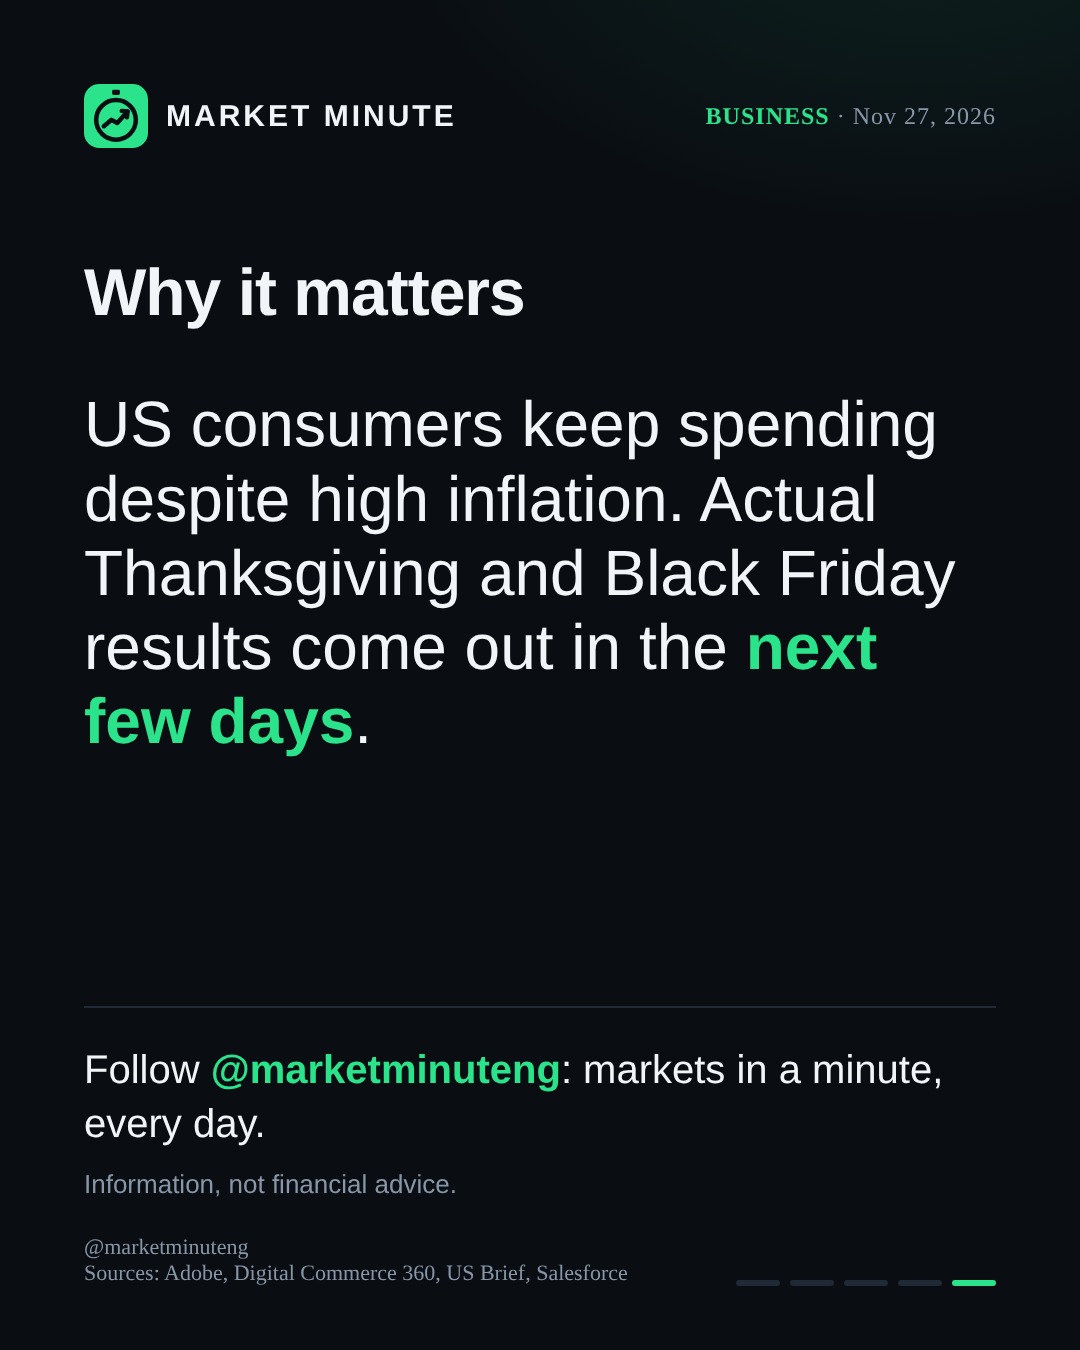 MARKET MINUTE
BUSINESS · Nov 27, 2026
Why it matters
US consumers keep spending
despite high inflation. Actual
Thanksgiving and Black Friday
results come out in the next
few days.
Follow @marketminuteng: markets in a minute,
every day.
Information, not financial advice.
@marketminuteng
Sources: Adobe, Digital Commerce 360, US Brief, Salesforce